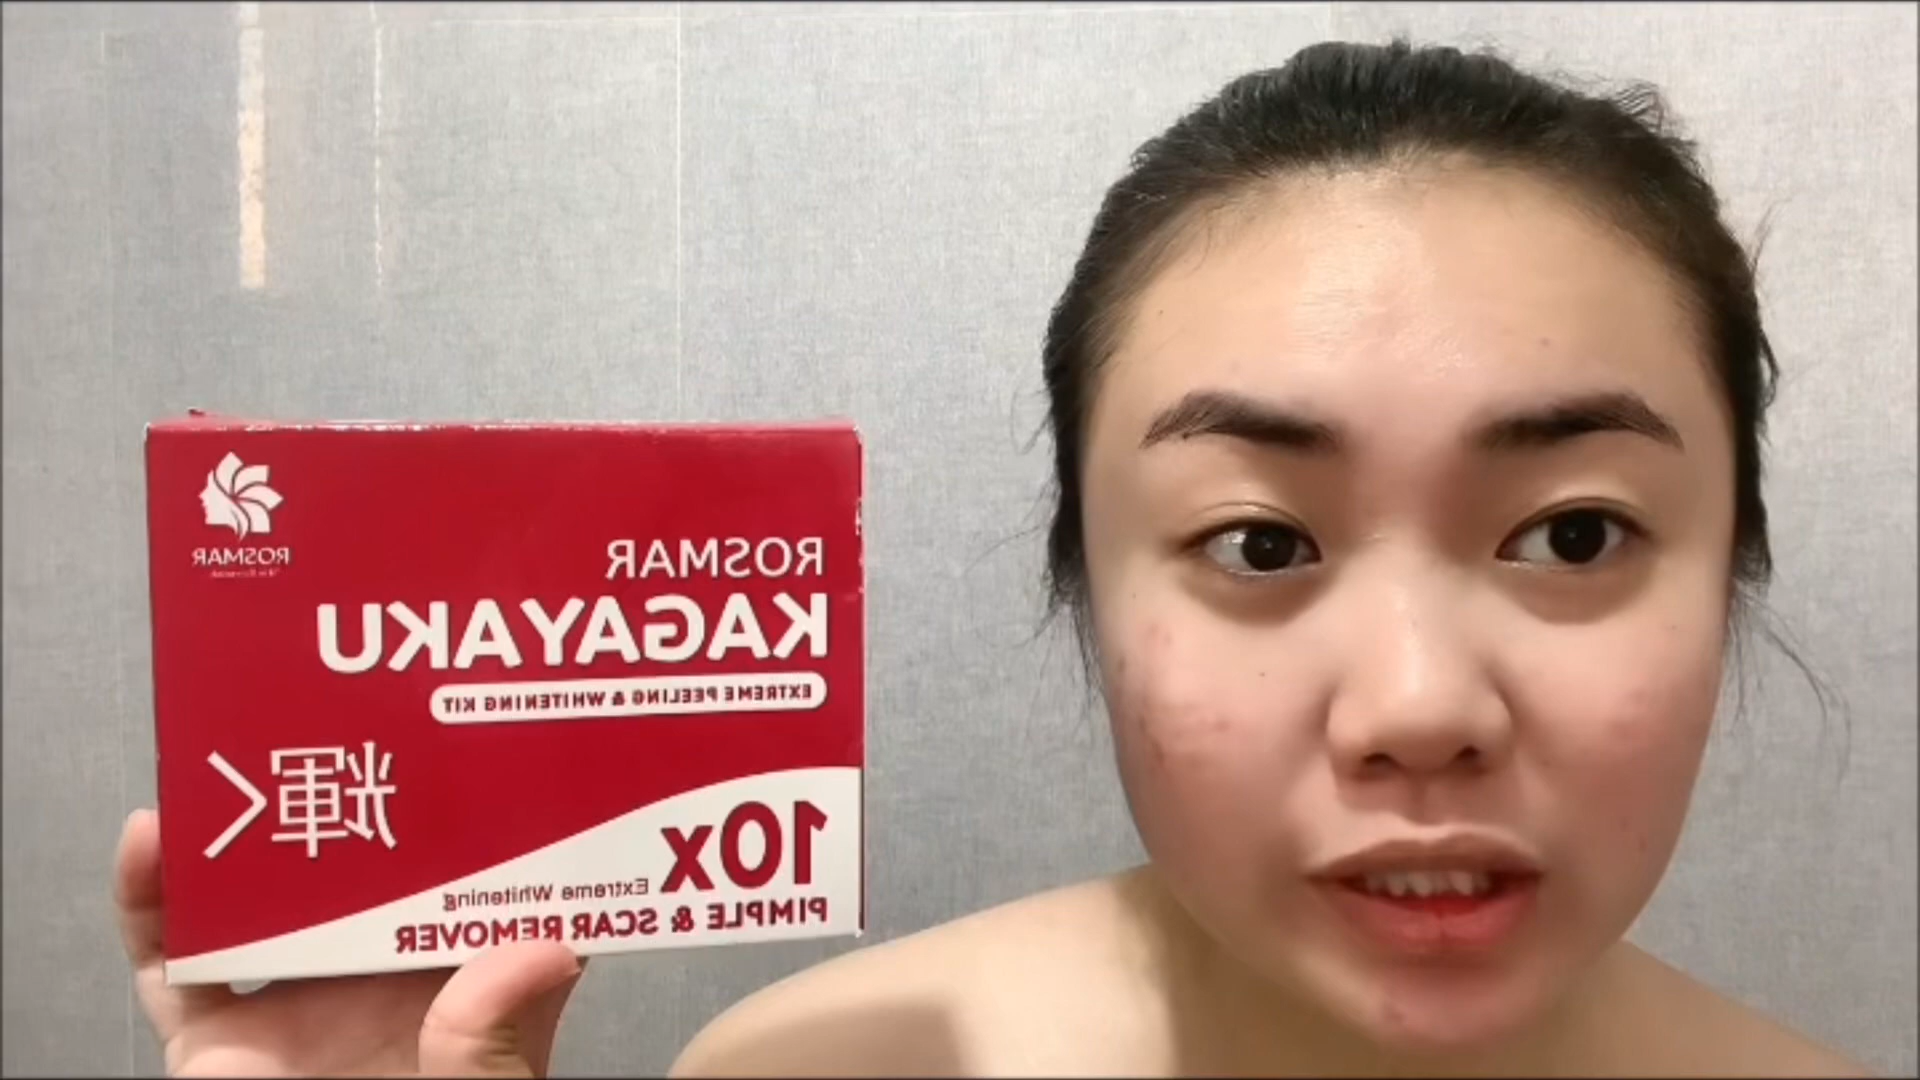 ROSMAR
ROSMAR
KAGAYAKU
EXTREME PEELING & WHITENING KIT
輝く
10x
Extreme Whitening
PIMPLE & SCAR REMOVER